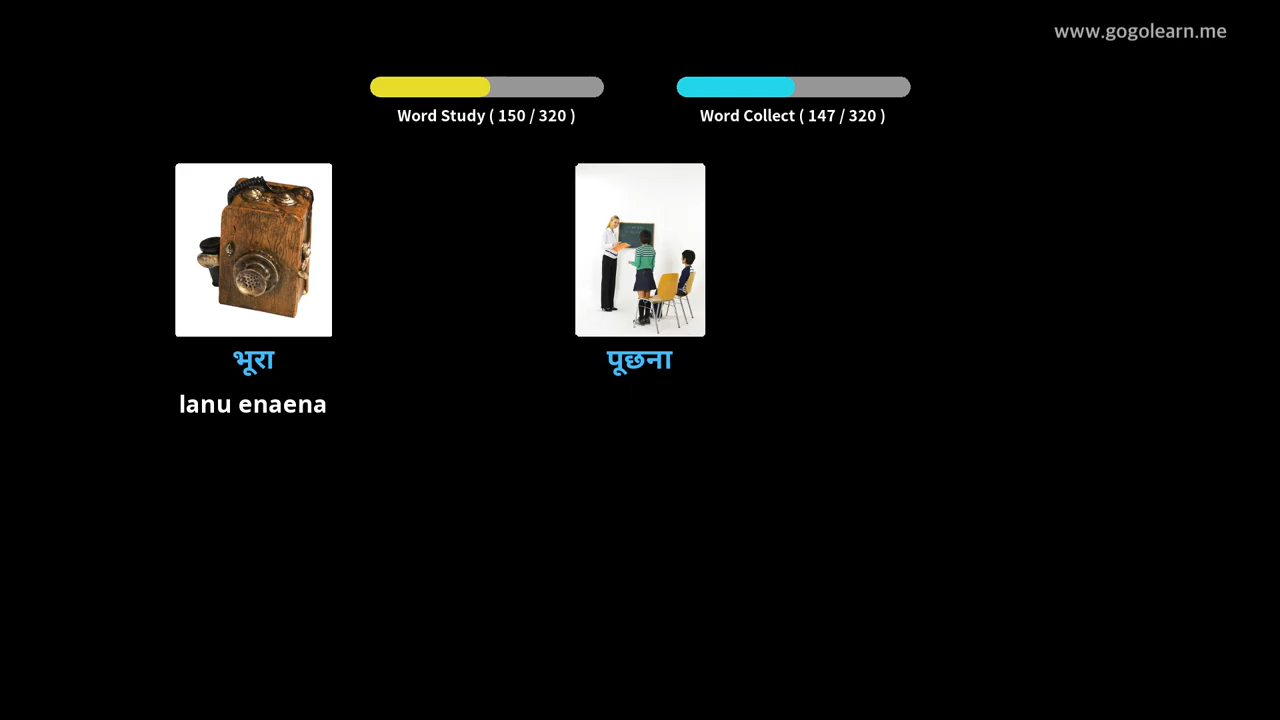 www.gogolearn.me
Word Study ( 150 / 320 )
Word Collect ( 147 / 320 )
भूरा
पूछना
lanu enaena